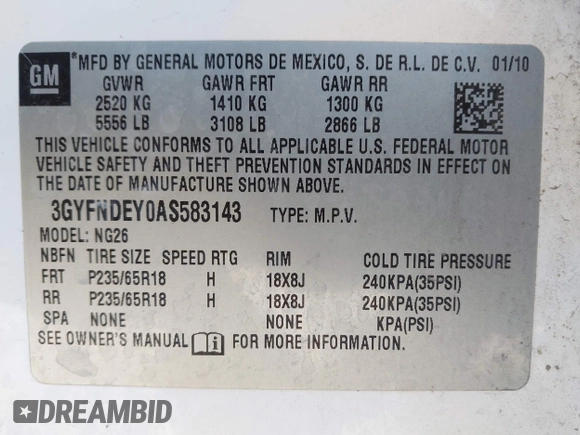 GM
*MFD BY GENERAL MOTORS DE MEXICO, S. DE R.L. DE C.V. 01/10
GVWR GAWR FRT GAWR RR
2520 KG 1410 KG 1300 KG
5556 LB 3108 LB 2866 LB
THIS VEHICLE CONFORMS TO ALL APPLICABLE U.S. FEDERAL MOTOR
VEHICLE SAFETY AND THEFT PREVENTION STANDARDS IN EFFECT ON
THE DATE OF MANUFACTURE SHOWN ABOVE.
3GYFNDEY0AS583143 TYPE: M.P.V.
MODEL: NG26
NBFN TIRE SIZE SPEED RTG RIM COLD TIRE PRESSURE
FRT P235/65R18 H 18X8J 240KPA(35PSI)
RR P235/65R18 H 18X8J 240KPA(35PSI)
SPA NONE NONE KPA(PSI)
SEE OWNER'S MANUAL FOR MORE INFORMATION.
DREAMBID